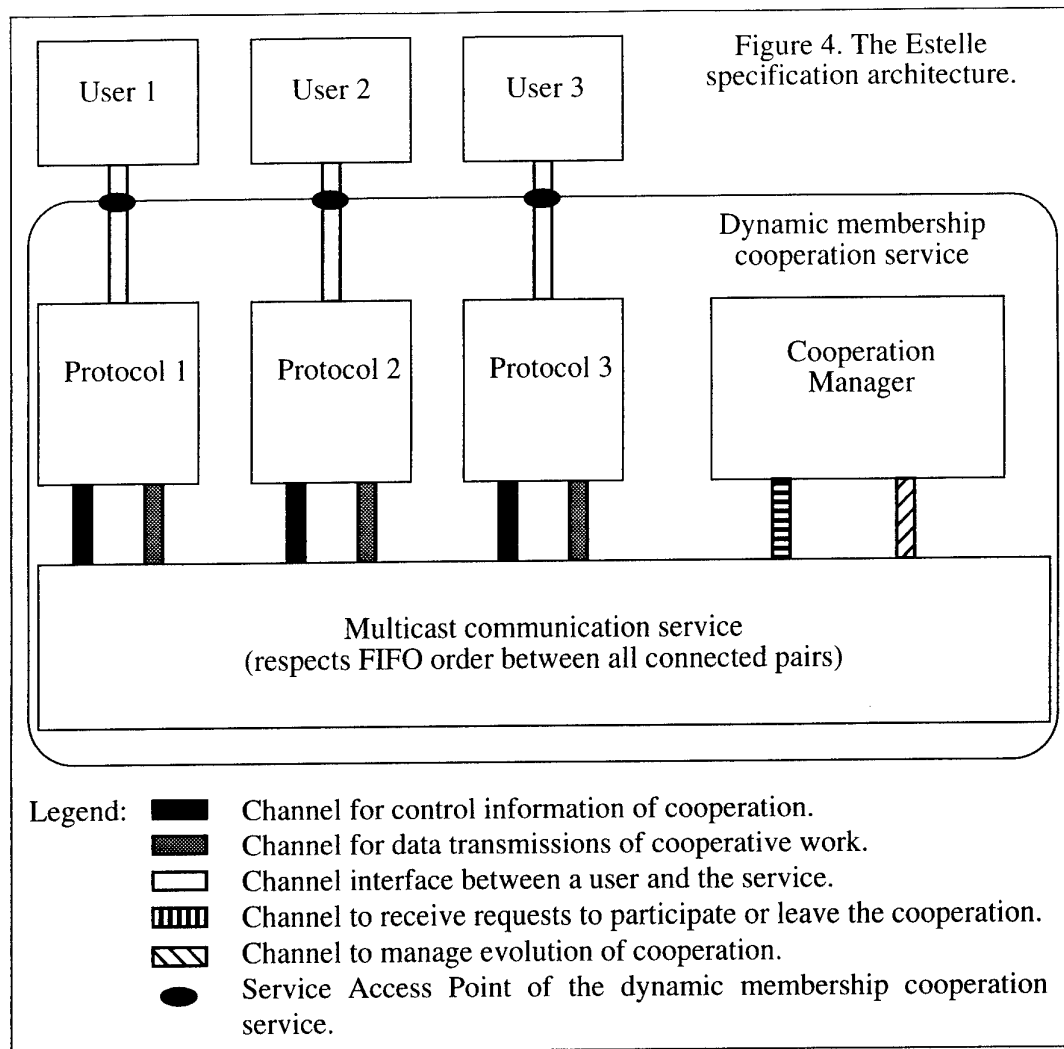 Figure 4. The Estelle
specification architecture.
User 1
User 2
User 3
Dynamic membership
cooperation service
Protocol 1
Protocol 2
Protocol 3
Cooperation
Manager
Multicast communication service
(respects FIFO order between all connected pairs)
Legend:
Channel for control information of cooperation.
Channel for data transmissions of cooperative work.
Channel interface between a user and the service.
Channel to receive requests to participate or leave the cooperation.
Channel to manage evolution of cooperation.
Service Access Point of the dynamic membership cooperation
service.